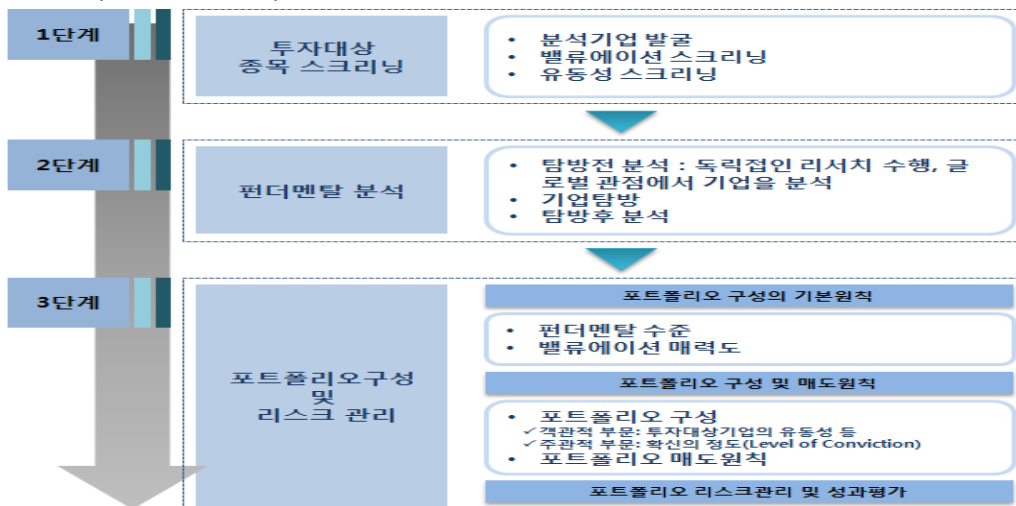 1단계
투자대상
종목 스크리닝
• 분석기업 발굴
• 밸류에이션 스크리닝
• 유동성 스크리닝
2단계
펀더멘탈 분석
• 탐방전 분석 : 독립접인 리서치 수행, 글
로벌 관점에서 기업을 분석
• 기업탐방
• 탐방후 분석
3단계
포트폴리오구성
및
리스크 관리
포트폴리오 구성의 기본원칙
• 펀더멘탈 수준
• 밸류에이션 매력도
포트폴리오 구성 및 매도원칙
• 포트폴리오 구성
✓객관적 부문: 투자대상기업의 유동성 등
✓주관적 부문: 확신의 정도(Level of Conviction)
• 포트폴리오 매도원칙
포트폴리오 리스크관리 및 성과평가